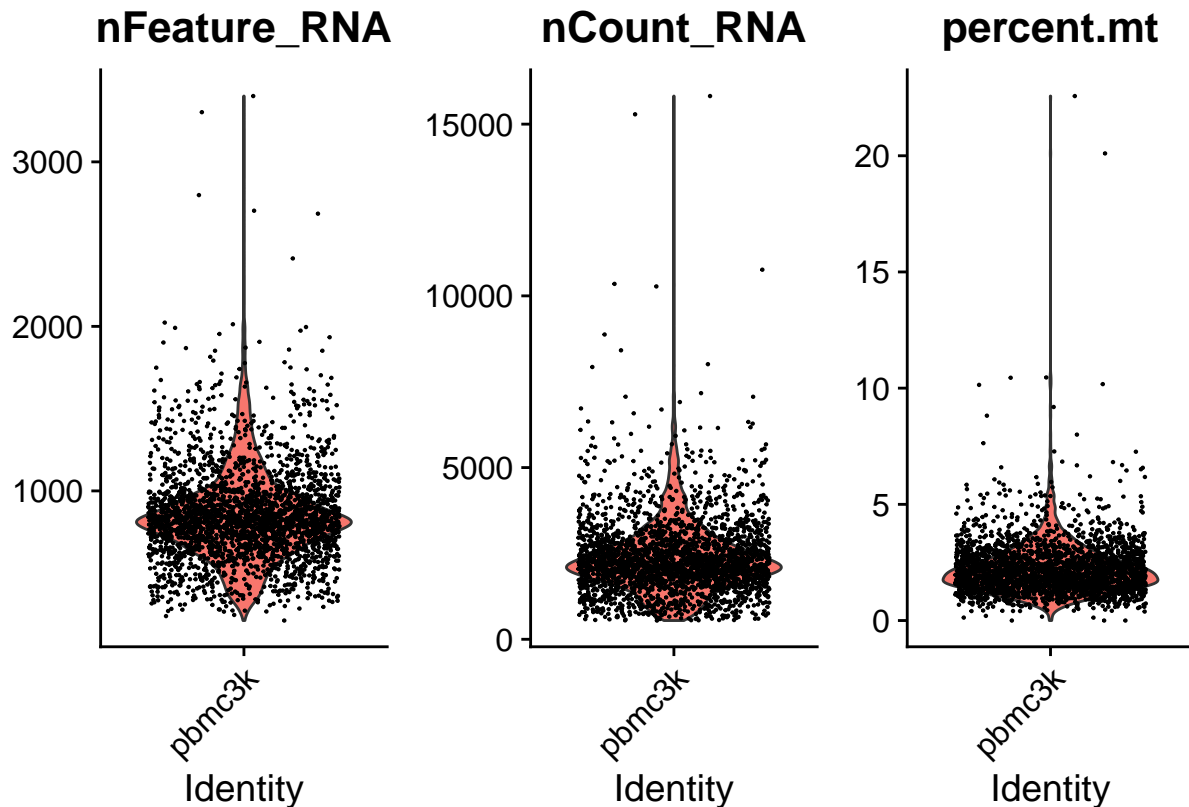 nFeature_RNA
3000
2000
1000
pbmc3k
Identity
nCount_RNA
15000
10000
5000
0
pbmc3k
Identity
percent.mt
20
15
10
5
0
pbmc3k
Identity